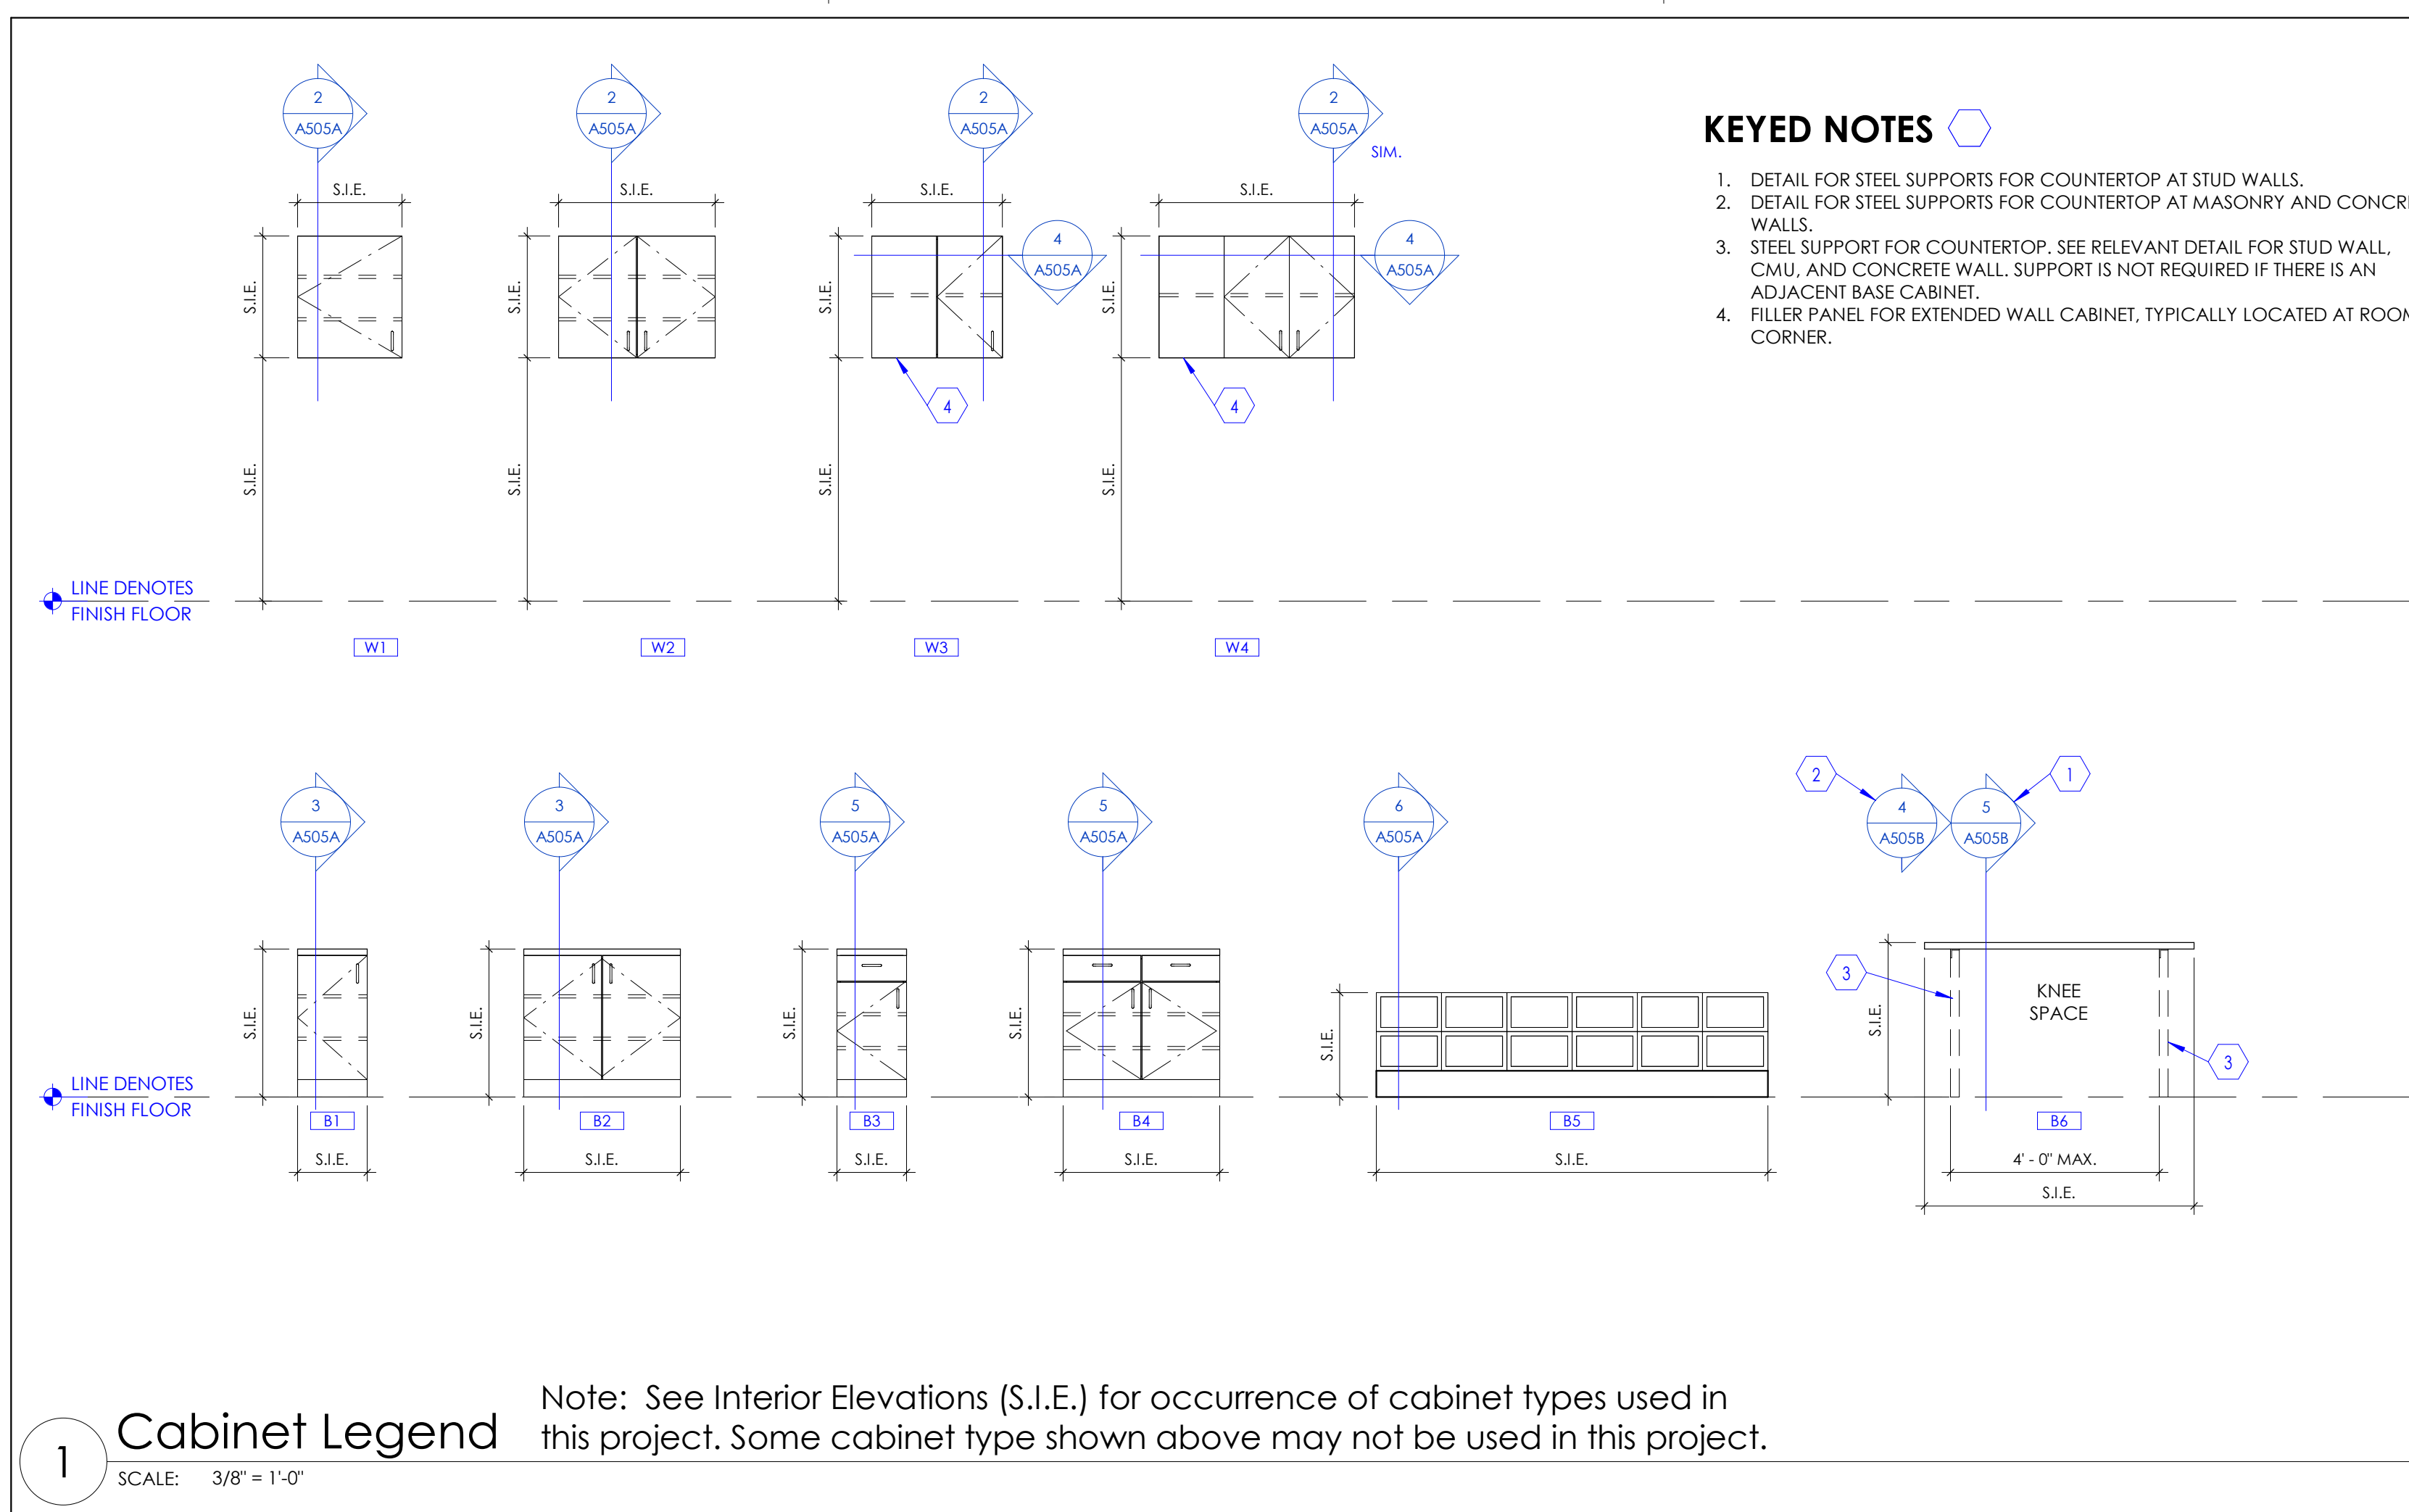 2
A505A
2
A505A
2
A505A
2
A505A
SIM.
KEYED NOTES
1. DETAIL FOR STEEL SUPPORTS FOR COUNTERTOP AT STUD WALLS.
2. DETAIL FOR STEEL SUPPORTS FOR COUNTERTOP AT MASONRY AND
WALLS.
3. STEEL SUPPORT FOR COUNTERTOP. SEE RELEVANT DETAIL FOR STUD WALL,
CMU, AND CONCRETE WALL. SUPPORT IS NOT REQUIRED IF THERE IS AN
ADJACENT BASE CABINET.
4. FILLER PANEL FOR EXTENDED WALL CABINET, TYPICALLY LOCATED AT
CORNER.
S.I.E.
S.I.E.
S.I.E.
S.I.E.
4
A505A
4
A505A
S.I.E.
S.I.E.
S.I.E.
S.I.E.
4
4
S.I.E.
S.I.E.
S.I.E.
S.I.E.
LINE DENOTES
FINISH FLOOR
W1
W2
W3
W4
3
A505A
3
A505A
5
A505A
5
A505A
6
A505A
2
4
A505B
5
A505B
1
S.I.E.
S.I.E.
S.I.E.
S.I.E.
S.I.E.
S.I.E.
3
KNEE
SPACE
3
LINE DENOTES
FINISH FLOOR
B1
B2
B3
B4
B5
B6
S.I.E.
S.I.E.
S.I.E.
S.I.E.
S.I.E.
4' - 0" MAX.
S.I.E.
1
Cabinet Legend
SCALE: 3/8" = 1'-0"
Note: See Interior Elevations (S.I.E.) for occurrence of cabinet types used in
this project. Some cabinet type shown above may not be used in this project.